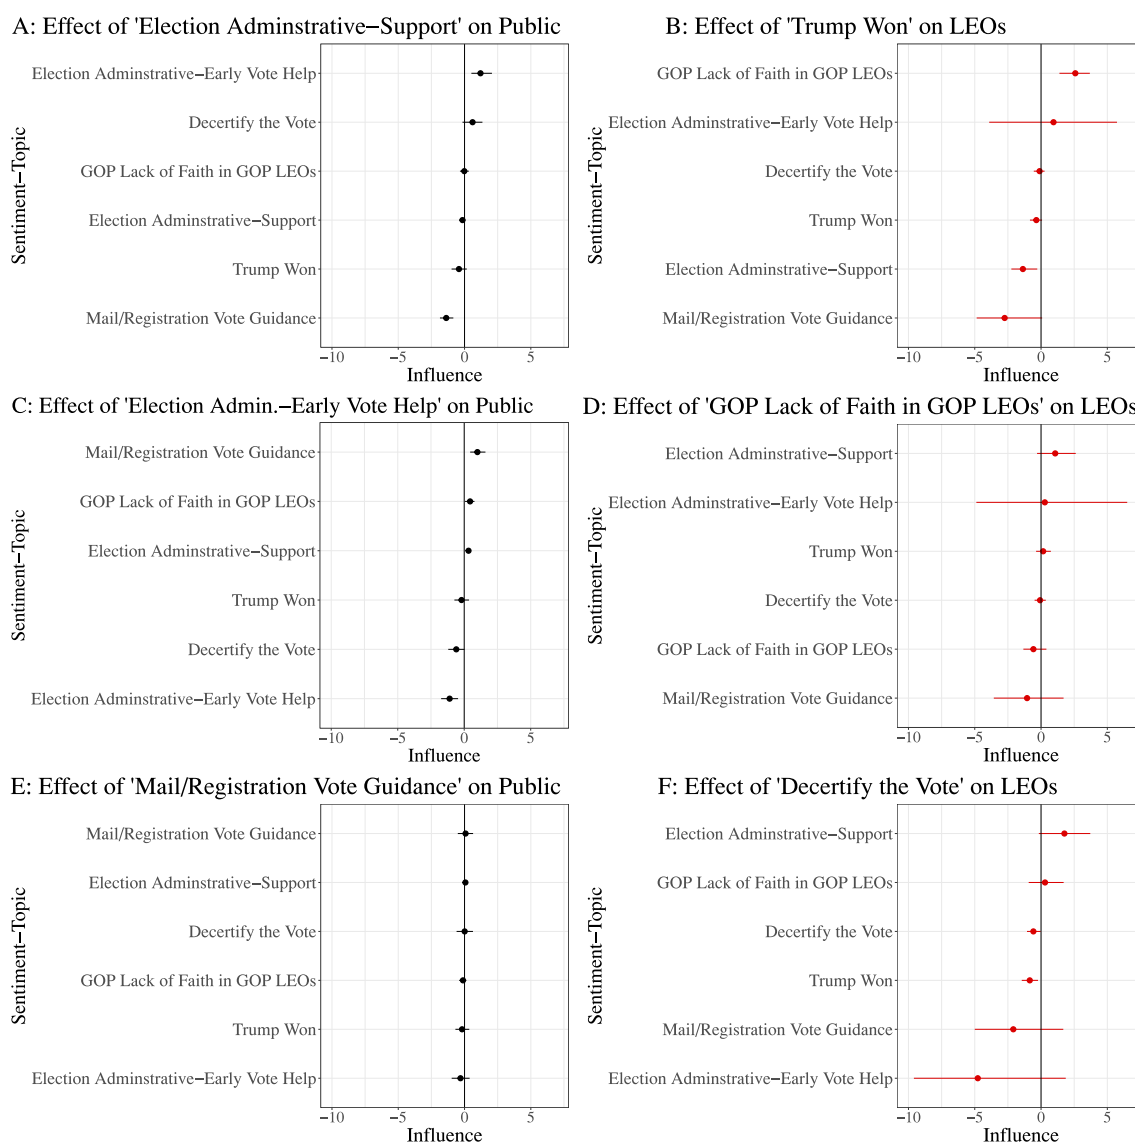 A: Effect of 'Election Adminstrative−Support' on Public
Sentiment−Topic
Election Adminstrative−Early Vote Help
Decertify the Vote
GOP Lack of Faith in GOP LEOs
Election Adminstrative−Support
Trump Won
Mail/Registration Vote Guidance
−10 −5 0 5
Influence
B: Effect of 'Trump Won' on LEOs
Sentiment−Topic
GOP Lack of Faith in GOP LEOs
Election Adminstrative−Early Vote Help
Decertify the Vote
Trump Won
Election Adminstrative−Support
Mail/Registration Vote Guidance
−10 −5 0 5
Influence
C: Effect of 'Election Admin.−Early Vote Help' on Public
Sentiment−Topic
Mail/Registration Vote Guidance
GOP Lack of Faith in GOP LEOs
Election Adminstrative−Support
Trump Won
Decertify the Vote
Election Adminstrative−Early Vote Help
−10 −5 0 5
Influence
D: Effect of 'GOP Lack of Faith in GOP LEOs' on LEOs
Sentiment−Topic
Election Adminstrative−Support
Election Adminstrative−Early Vote Help
Trump Won
Decertify the Vote
GOP Lack of Faith in GOP LEOs
Mail/Registration Vote Guidance
−10 −5 0 5
Influence
E: Effect of 'Mail/Registration Vote Guidance' on Public
Sentiment−Topic
Mail/Registration Vote Guidance
Election Adminstrative−Support
Decertify the Vote
GOP Lack of Faith in GOP LEOs
Trump Won
Election Adminstrative−Early Vote Help
−10 −5 0 5
Influence
F: Effect of 'Decertify the Vote' on LEOs
Sentiment−Topic
Election Adminstrative−Support
GOP Lack of Faith in GOP LEOs
Decertify the Vote
Trump Won
Mail/Registration Vote Guidance
Election Adminstrative−Early Vote Help
−10 −5 0 5
Influence